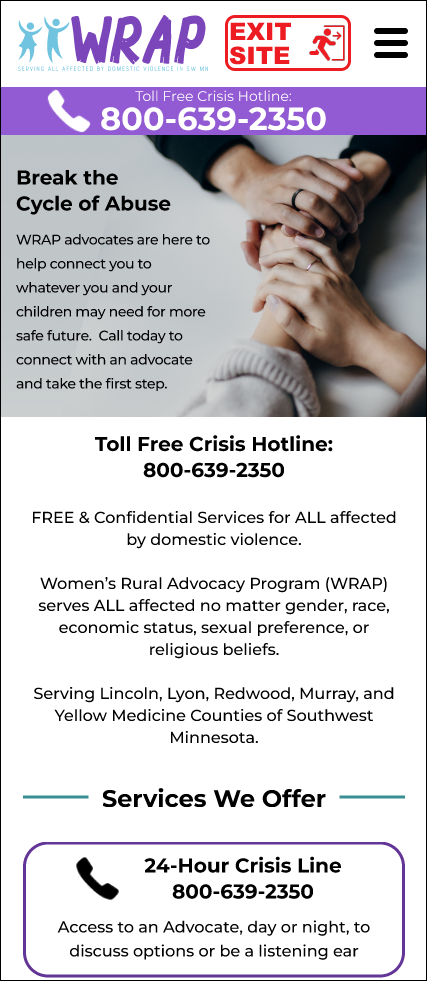 WRAP
SERVING ALL AFFECTED BY DOMESTIC VIOLENCE IN SW MN
EXIT
SITE
Toll Free Crisis Hotline:
800-639-2350
Break the
Cycle of Abuse
WRAP advocates are here to
help connect you to
whatever you and your
children may need for more
safe future.  Call today to
connect with an advocate
and take the first step.
Toll Free Crisis Hotline:
800-639-2350
FREE & Confidential Services for ALL affected
by domestic violence.
Women’s Rural Advocacy Program (WRAP)
serves ALL affected no matter gender, race,
economic status, sexual preference, or
religious beliefs.
Serving Lincoln, Lyon, Redwood, Murray, and
Yellow Medicine Counties of Southwest
Minnesota.
Services We Offer
24-Hour Crisis Line
800-639-2350
Access to an Advocate, day or night, to
discuss options or be a listening ear